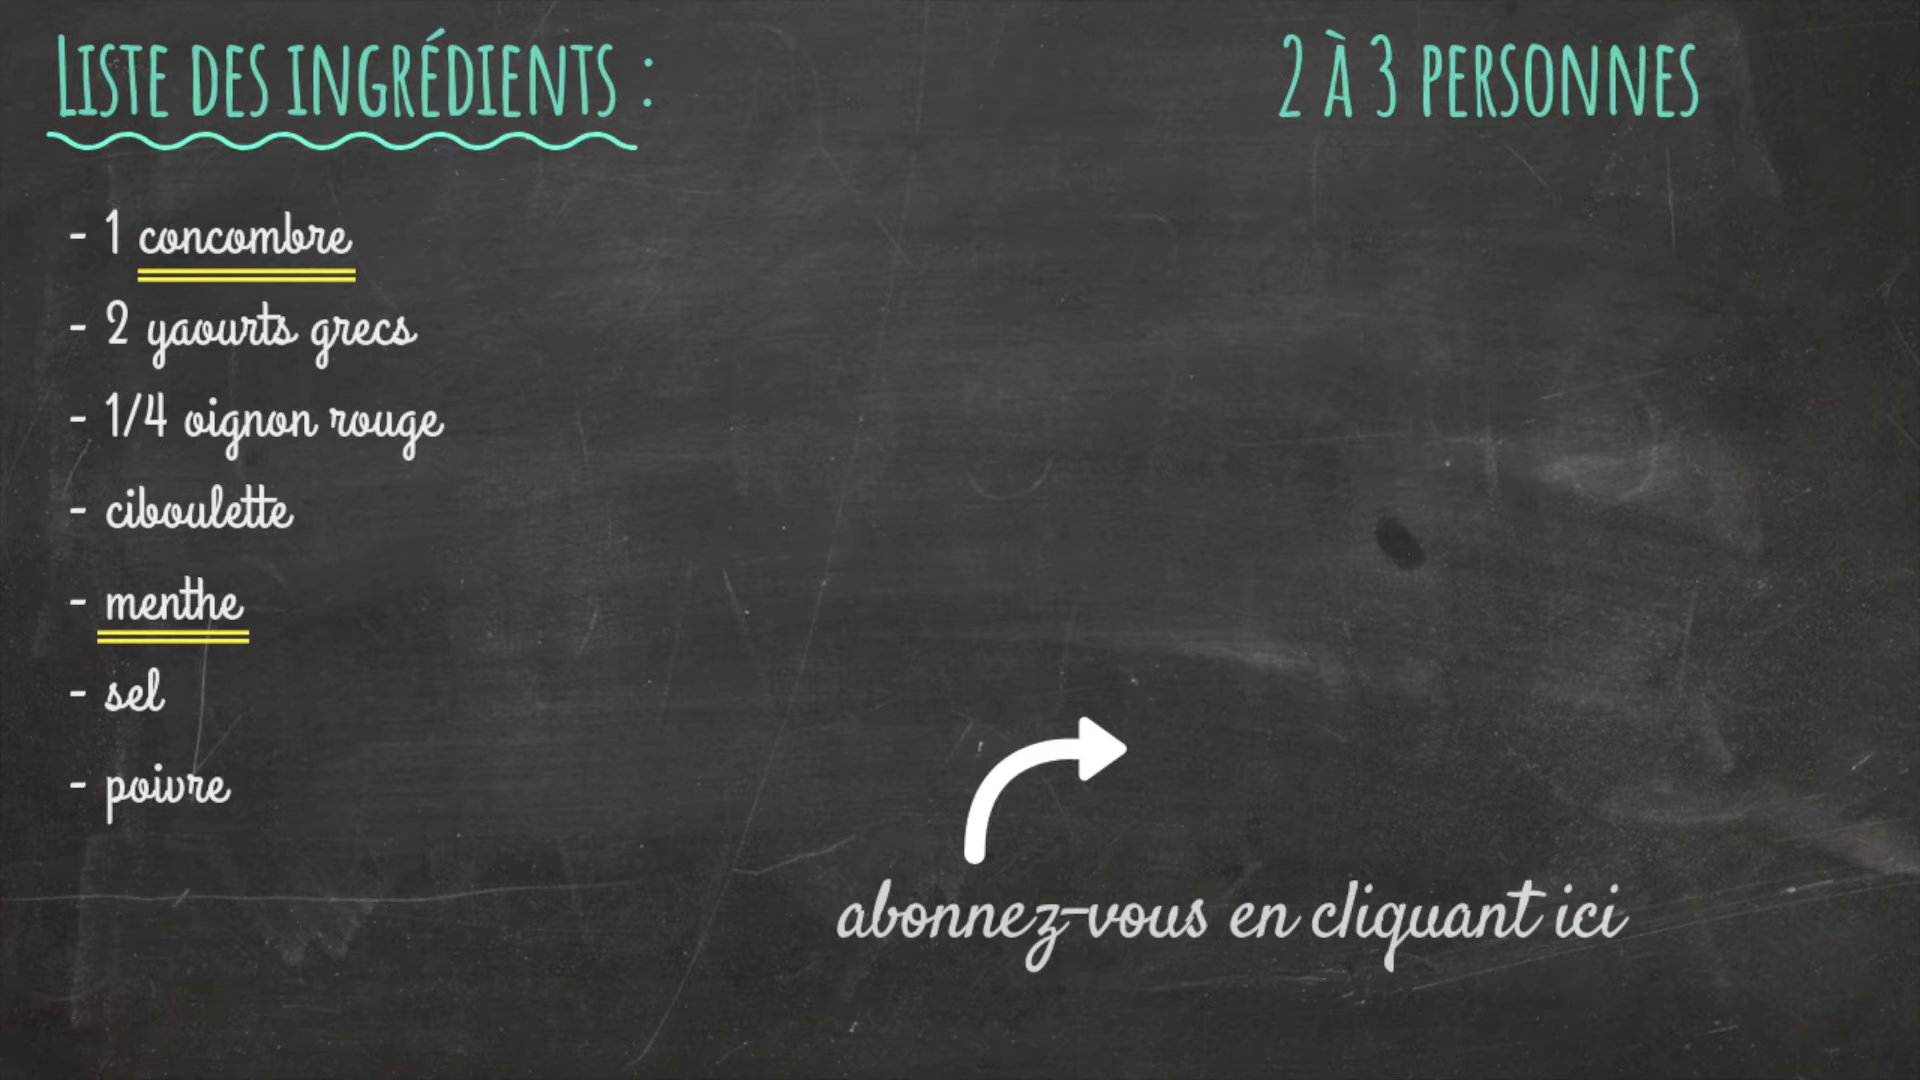 Liste des ingrédients :
2 à 3 personnes
- 1 concombre
- 2 yaourts grecs
- 1/4 oignon rouge
- ciboulette
- menthe
- sel
- poivre
abonnez-vous en cliquant ici